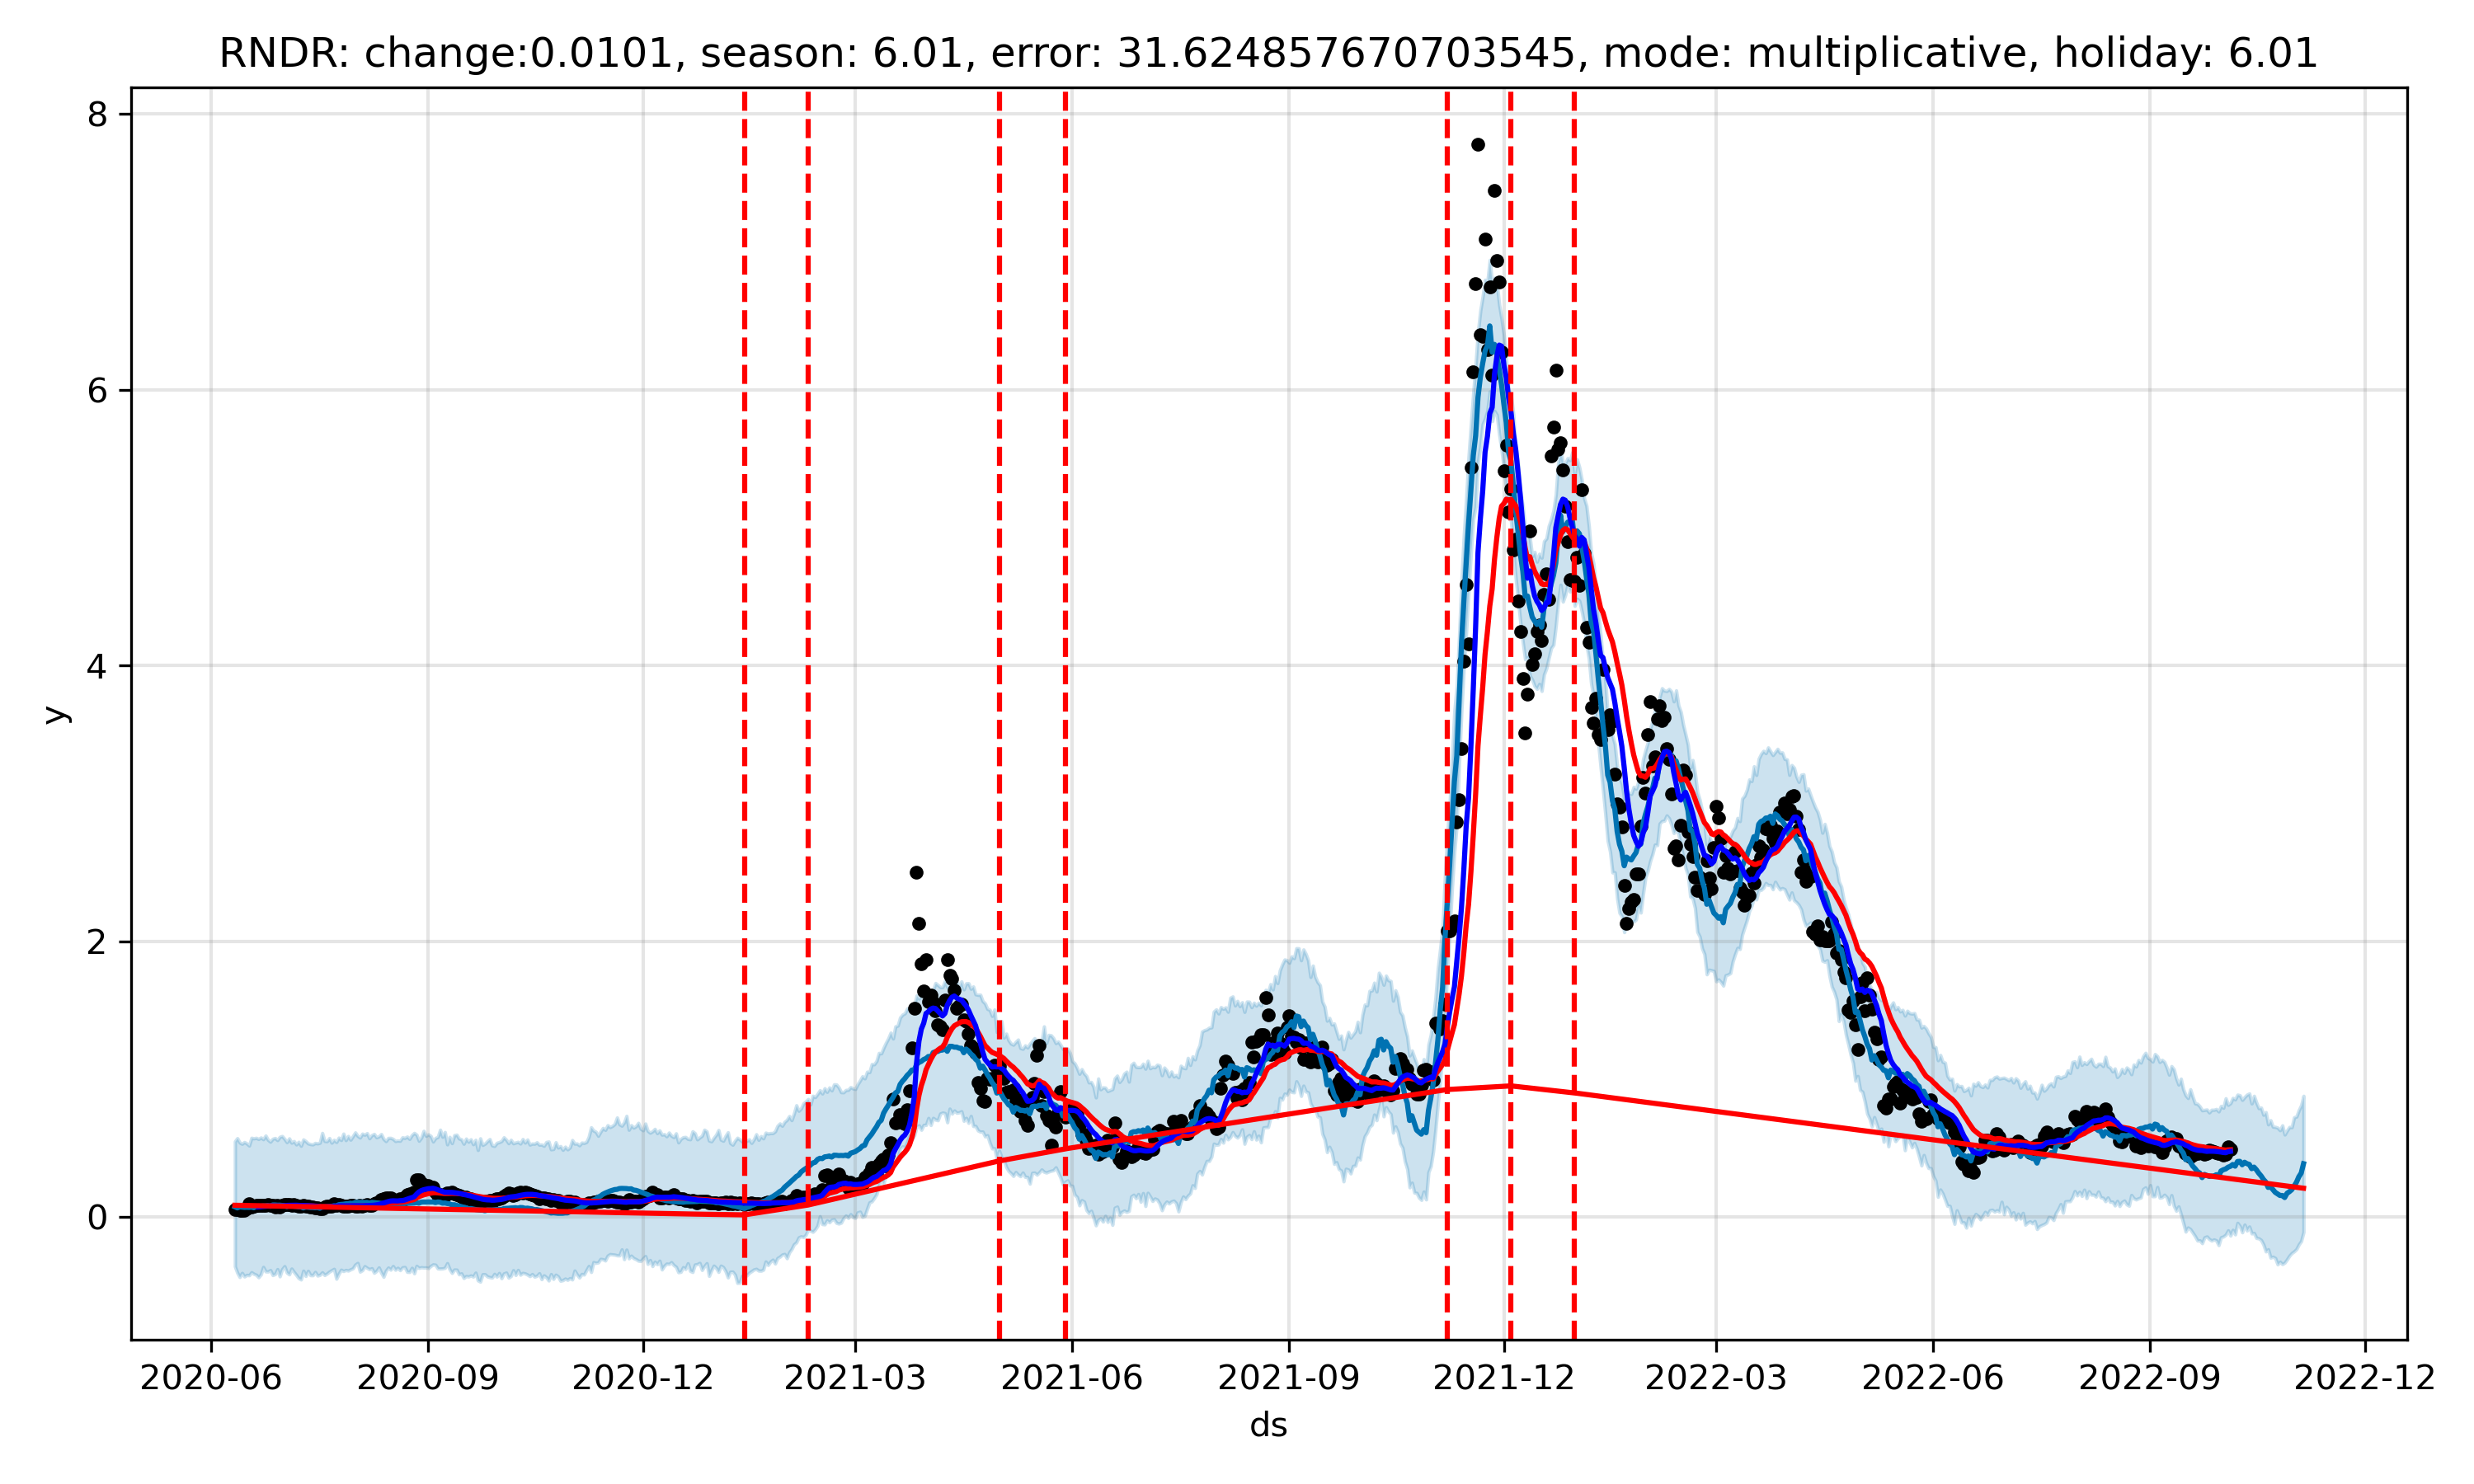 RNDR: change:0.0101, season: 6.01, error: 31.624857670703545, mode: multiplicative, holiday: 6.01
8
6
4
2
0
y
2020-06 2020-09 2020-12 2021-03 2021-06 2021-09 2021-12 2022-03 2022-06 2022-09 2022-12
ds